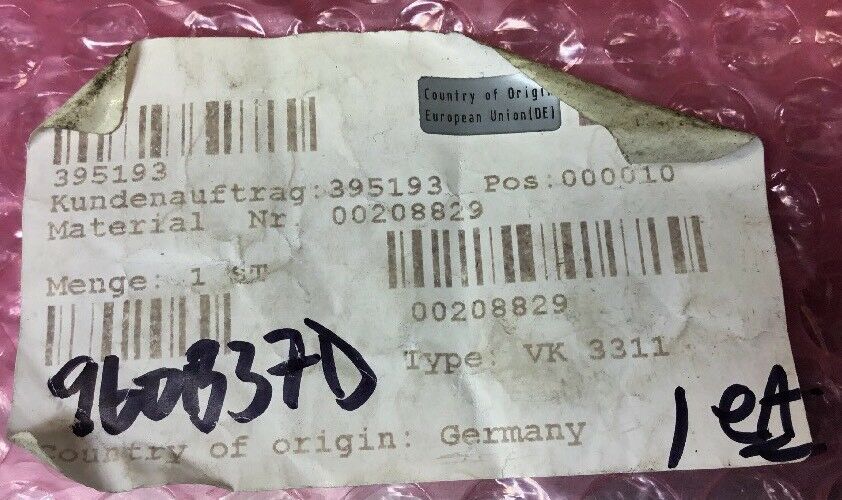 Country of Origi
European Union(DE)
395193
Kundenauftrag:395193 Pos:000010
Material Nr. 00208829
Menge: 1 ST
00208829
Type: VK 3311
960837D
1 eA
Country of origin: Germany